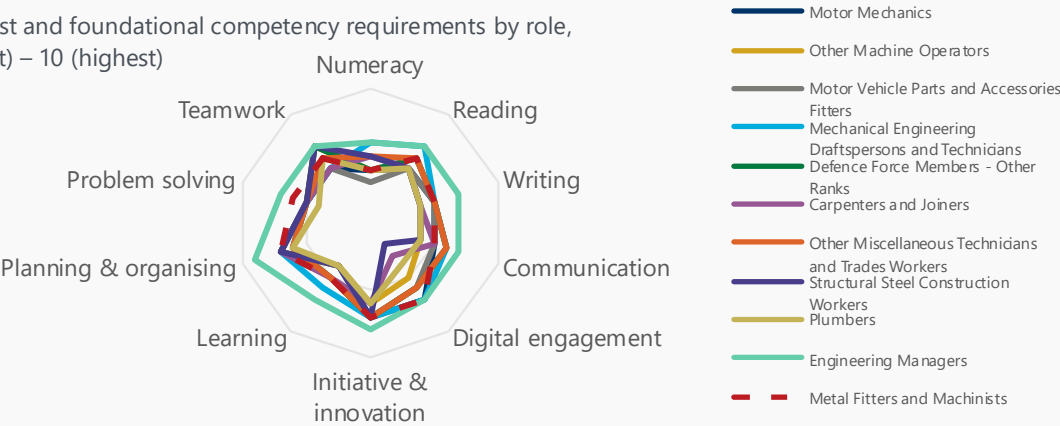 st and foundational competency requirements by role,
t) – 10 (highest)
Numeracy
Teamwork
Reading
Problem solving
Writing
Planning & organising
Communication
Learning
Digital engagement
Initiative &
innovation
Motor Mechanics
Other Machine Operators
Motor Vehicle Parts and Accessories
Fitters
Mechanical Engineering
Draftspersons and Technicians
Defence Force Members - Other
Ranks
Carpenters and Joiners
Other Miscellaneous Technicians
and Trades Workers
Structural Steel Construction
Workers
Plumbers
Engineering Managers
Metal Fitters and Machinists